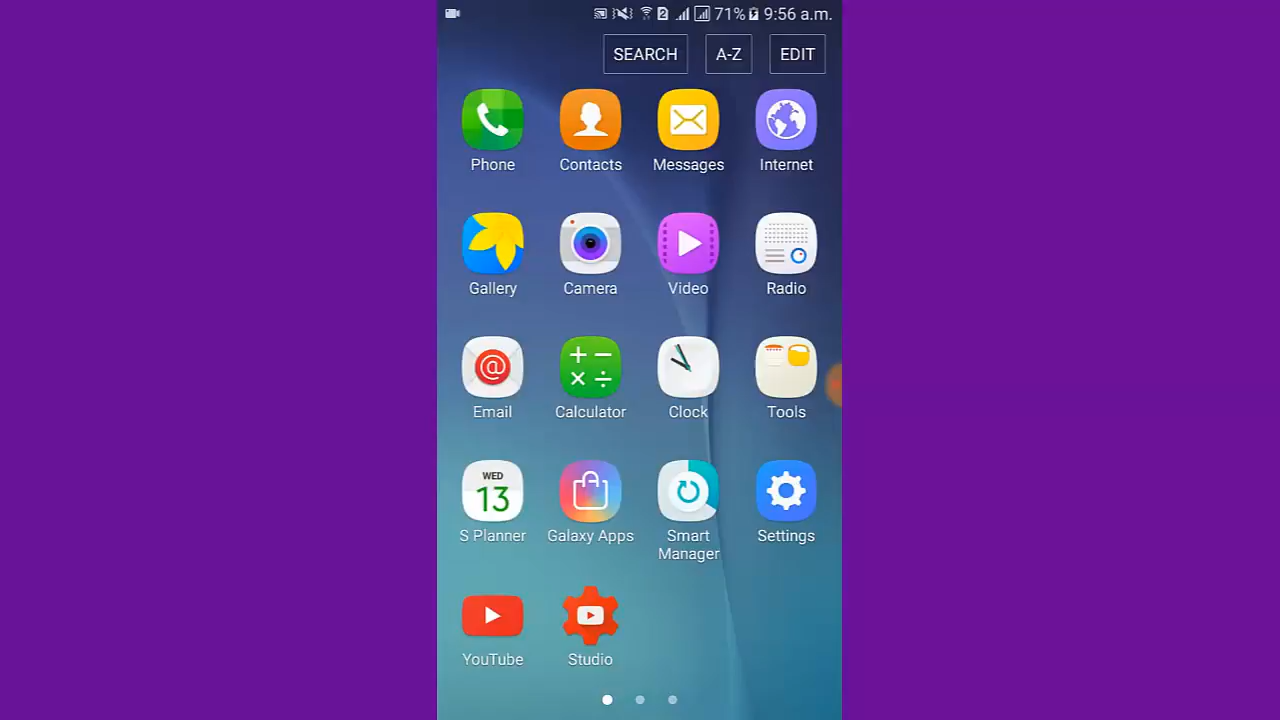 71% 9:56 a.m.
SEARCH A-Z EDIT
Phone Contacts Messages Internet
Gallery Camera Video Radio
Email Calculator Clock Tools
WED
13
S Planner Galaxy Apps Smart Manager Settings
YouTube Studio